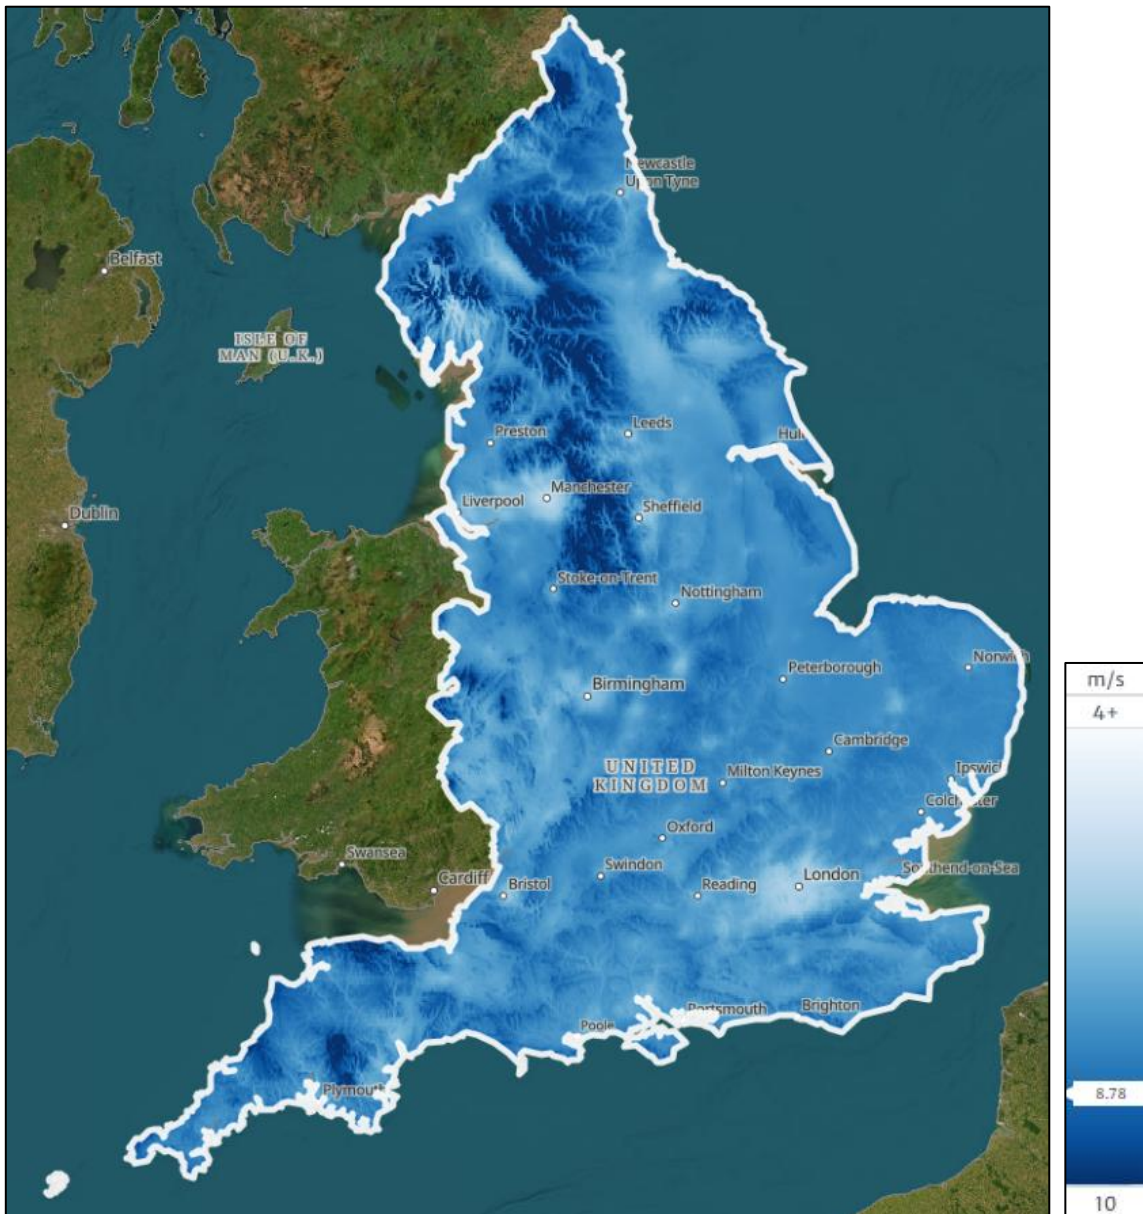 Newcastle
Upon Tyne
Belfast
ISLE OF
MAN (U.K.)
Preston
Leeds
Hull
Liverpool
Manchester
Sheffield
Dublin
Stoke-on-Trent
Nottingham
Norwich
Peterborough
Birmingham
Cambridge
UNITED
KINGDOM
Milton Keynes
Ipswich
Colchester
Oxford
Swansea
Cardiff
Bristol
Swindon
Reading
London
Southend-on-Sea
Portsmouth
Brighton
Poole
Plymouth
m/s
4+
8.78
10